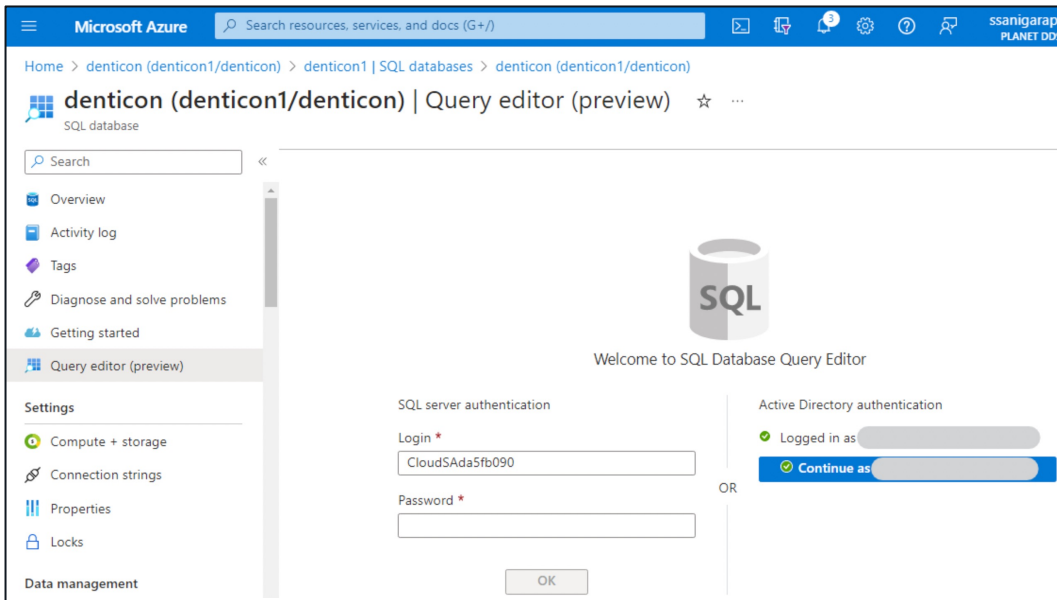 Microsoft Azure
Search resources, services, and docs (G+/)
3
ssanigarap
PLANET DD
Home > denticon (denticon1/denticon) > denticon1 | SQL databases > denticon (denticon1/denticon)
denticon (denticon1/denticon) | Query editor (preview) ☆ ...
SQL database
Search «
Overview
Activity log
Tags
Diagnose and solve problems
Getting started
Query editor (preview)
Settings
Compute + storage
Connection strings
Properties
Locks
Data management
SQL
Welcome to SQL Database Query Editor
SQL server authentication
Login *
CloudSAda5fb090
Password *
OK
OR
Active Directory authentication
Logged in as
Continue as